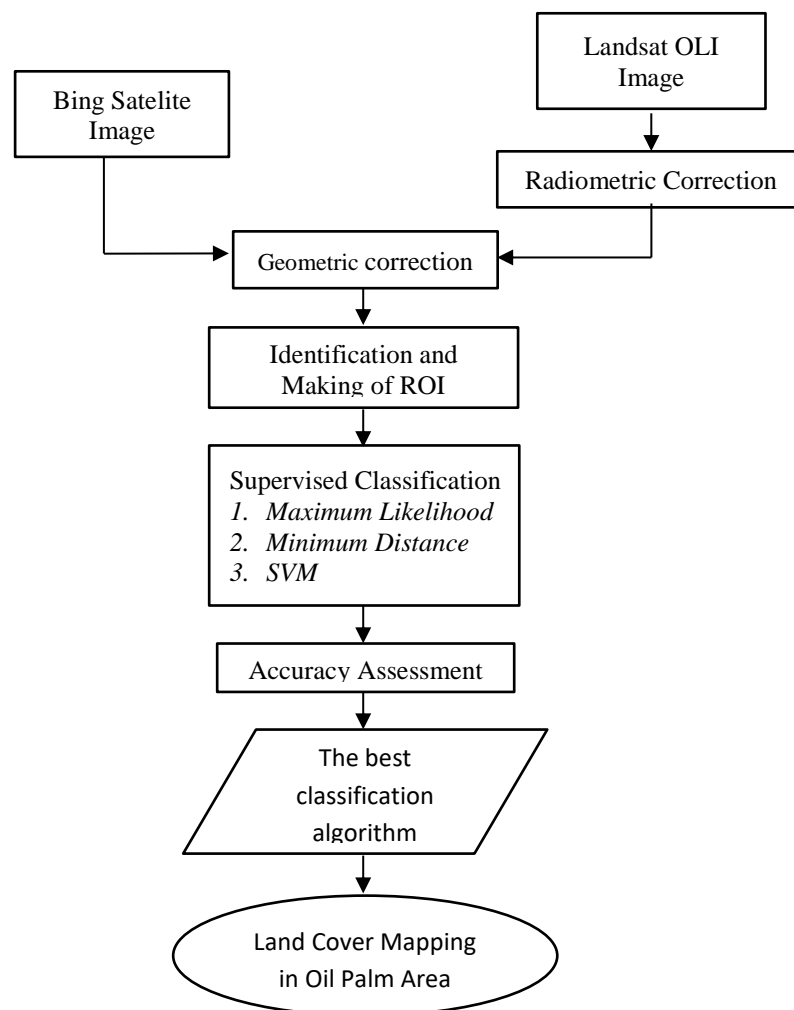 Landsat OLI
Image
Bing Satelite
Image
Radiometric Correction
Geometric correction
Identification and
Making of ROI
Supervised Classification
1. Maximum Likelihood
2. Minimum Distance
3. SVM
Accuracy Assessment
The best
classification
algorithm
Land Cover Mapping
in Oil Palm Area